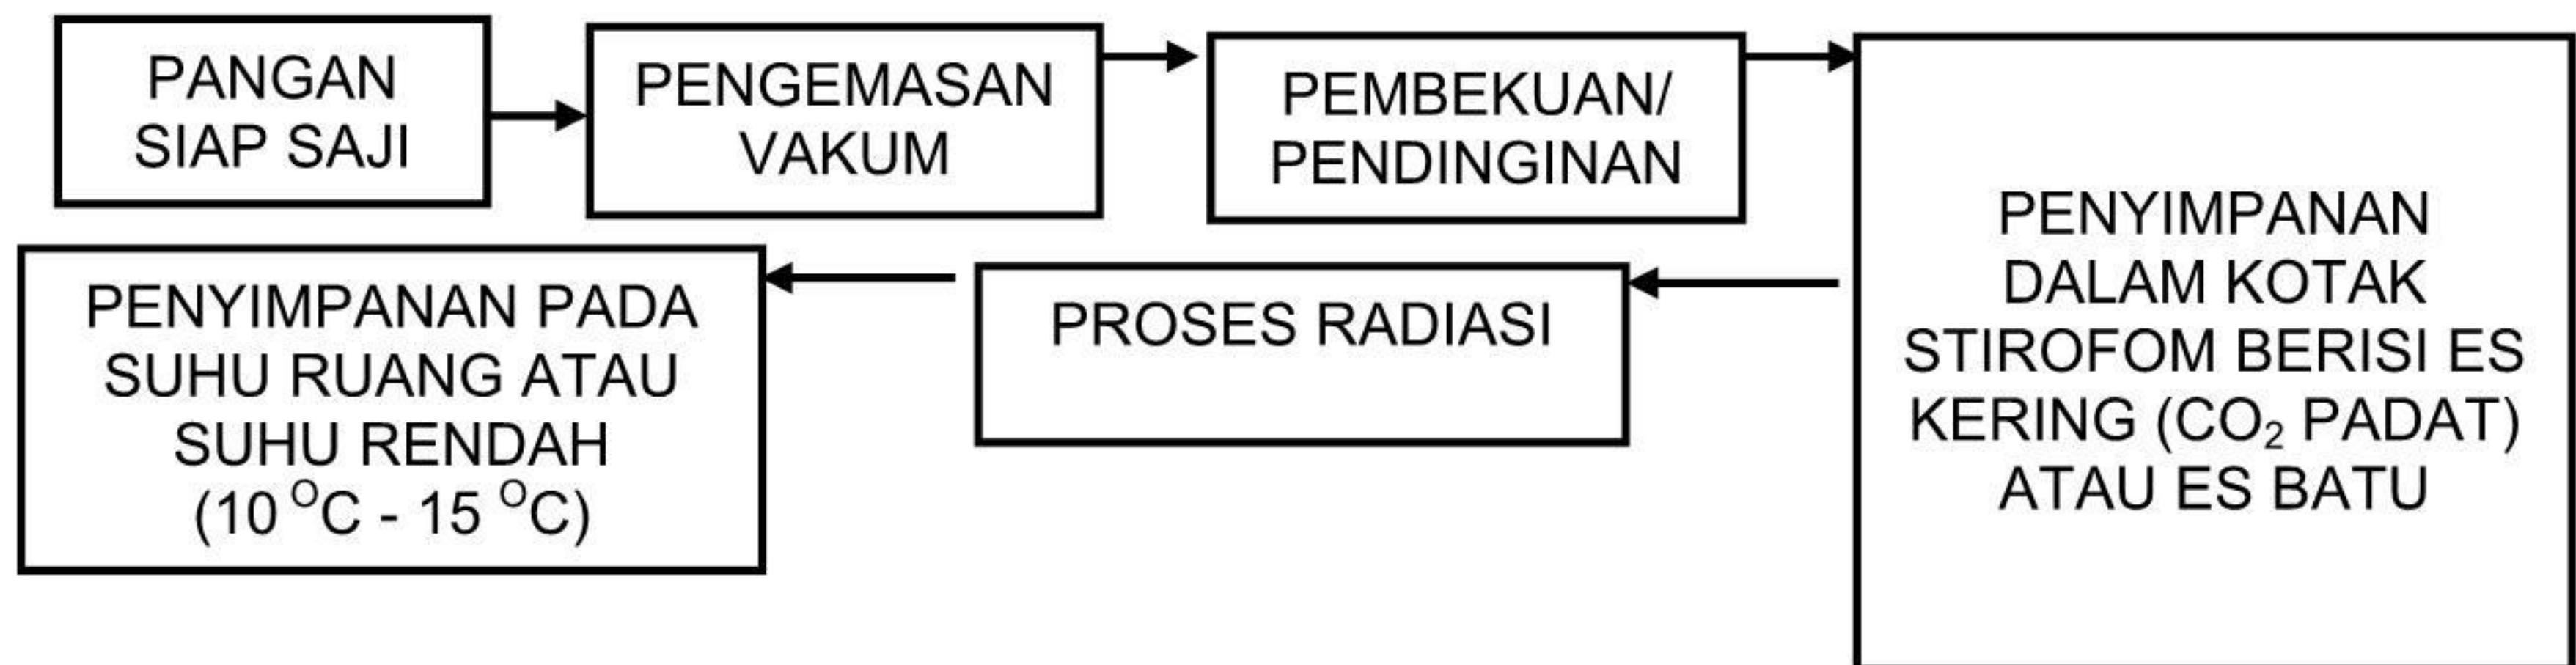 PANGAN
SIAP SAJI
PENGEMASAN
VAKUM
PEMBEKUAN/
PENDINGINAN
PENYIMPANAN
DALAM KOTAK
STIROFOM BERISI ES
KERING (CO₂ PADAT)
ATAU ES BATU
PROSES RADIASI
PENYIMPANAN PADA
SUHU RUANG ATAU
SUHU RENDAH
(10 ᴼC - 15 ᴼC)